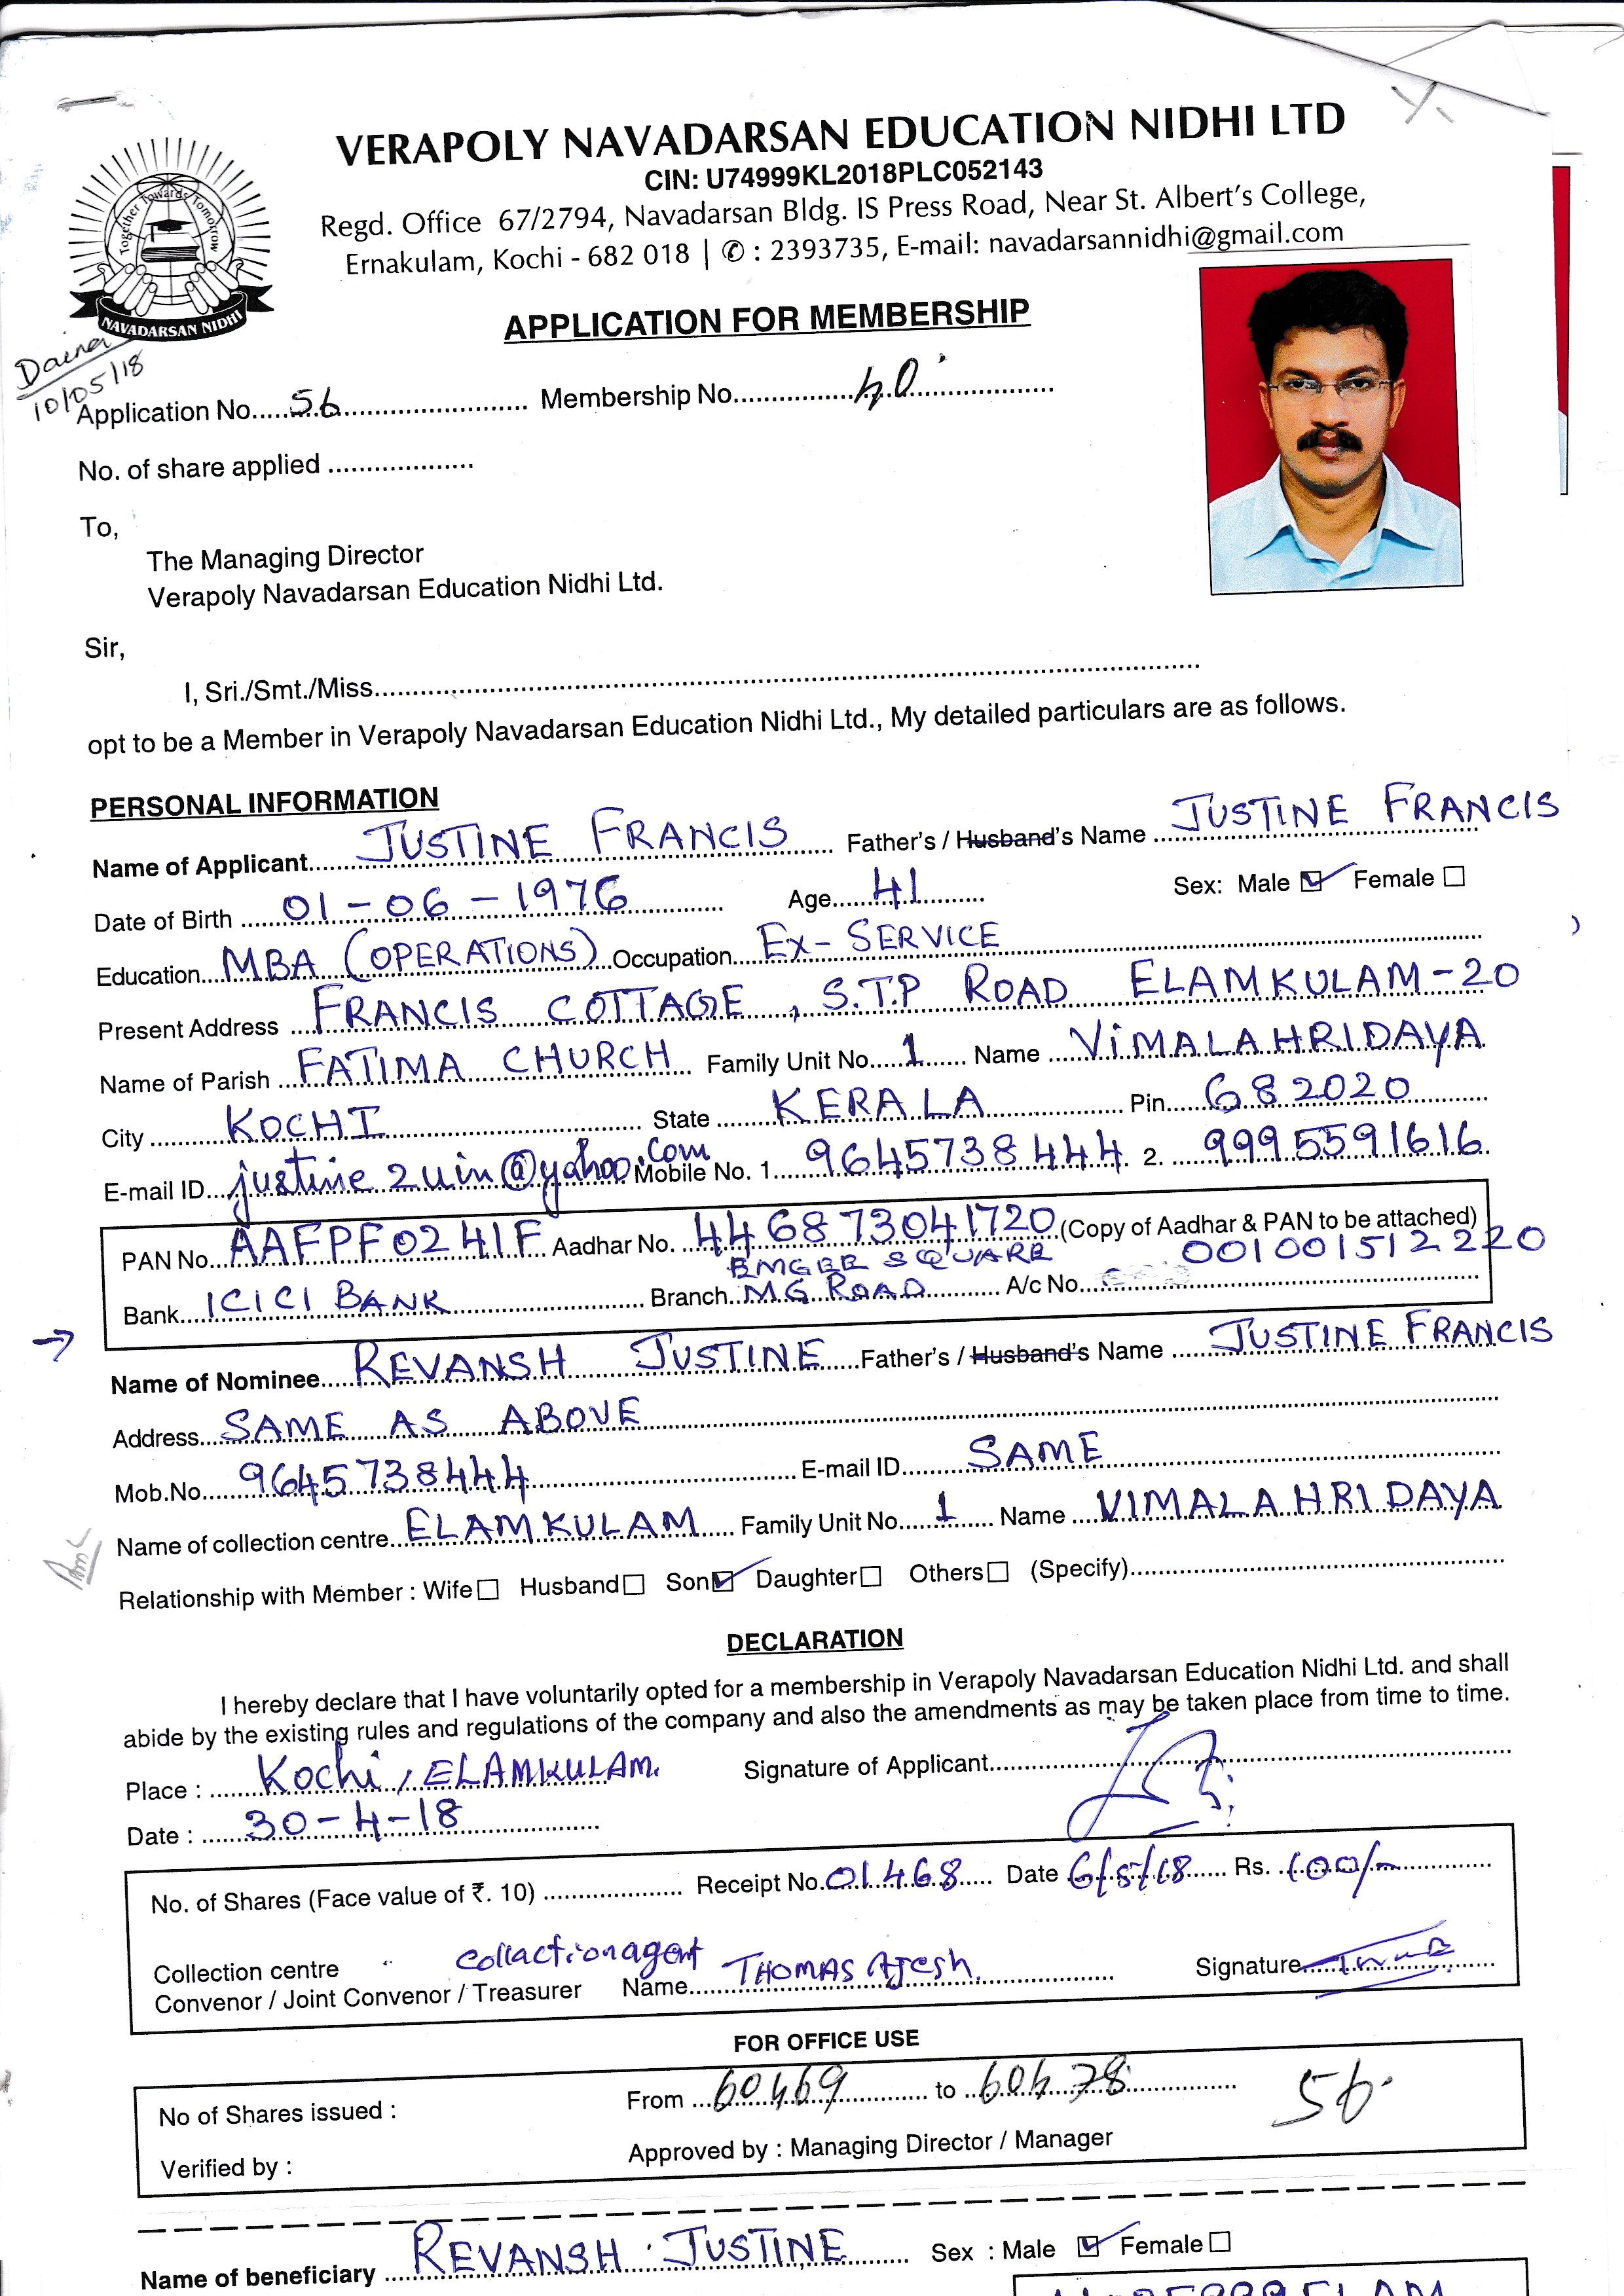 VERAPOLY NAVADARSAN EDUCATION NIDHI LTD
CIN: U74999KL2018PLC052143
Regd. Office 67/2794, Navadarsan Bldg. IS Press Road, Near St. Albert's College,
Ernakulam, Kochi - 682 018 | ✆ : 2393735, E-mail: navadarsannidhi@gmail.com
Together Towards Tomorrow
NAVADARSAN NIDHI
APPLICATION FOR MEMBERSHIP
10/05/18
Application No. 56 Membership No.
No. of share applied
To,
The Managing Director
Verapoly Navadarsan Education Nidhi Ltd.
Sir,
I, Sri./Smt./Miss
opt to be a Member in Verapoly Navadarsan Education Nidhi Ltd., My detailed particulars are as follows.
PERSONAL INFORMATION
Name of Applicant JUSTINE FRANCIS Father's / Husband's Name JUSTINE FRANCIS
Date of Birth 01-06-1976 Age 41 Sex: Male ☑ Female ☐
Education MBA (OPERATIONS) Occupation EX-SERVICE
Present Address FRANCIS COTTAGE, S.T.P ROAD ELAMKULAM-20
Name of Parish FATIMA CHURCH Family Unit No. 1 Name VIMALAHRIDAYA
City KOCHI State KERALA Pin 682020
E-mail ID justine2uin@yahoo.com Mobile No. 1. 9645738444 2. 9995591616
PAN No. AAFPF0241F Aadhar No. 446873041720 (Copy of Aadhar & PAN to be attached)
Bank ICICI BANK Branch EMGEE SQUARE MG ROAD A/c No. 001001512220
Name of Nominee REVANSH JUSTINE Father's / Husband's Name JUSTINE FRANCIS
Address SAME AS ABOVE
Mob.No. 9645738444 E-mail ID SAME
Name of collection centre ELAMKULAM Family Unit No. 1 Name VIMALAHRIDAYA
Relationship with Member : Wife ☐ Husband ☐ Son ☑ Daughter ☐ Others ☐ (Specify)
DECLARATION
I hereby declare that I have voluntarily opted for a membership in Verapoly Navadarsan Education Nidhi Ltd. and shall
abide by the existing rules and regulations of the company and also the amendments as may be taken place from time to time.
Place : Kochi, ELAMKULAM. Signature of Applicant
Date : 30-4-18
No. of Shares (Face value of ₹. 10) Receipt No. 01468 Date 6/5/18 Rs. 100/-
Collection centre collactionagent
Convenor / Joint Convenor / Treasurer Name THOMAS AJESH Signature
FOR OFFICE USE
No of Shares issued : From 60469 to 60478 56
Verified by : Approved by : Managing Director / Manager
Name of beneficiary REVANSH JUSTINE Sex : Male ☑ Female ☐